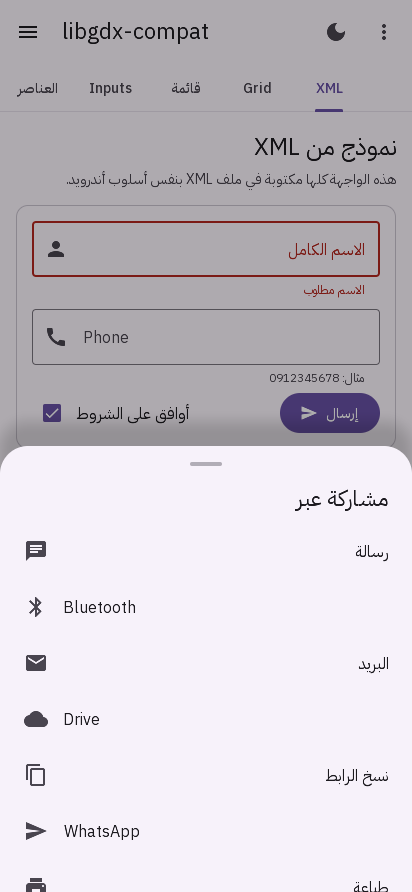 libgdx-compat
العناصر
Inputs
قائمة
Grid
XML
نموذج من XML
هذه الواجهة كلها مكتوبة في ملف XML بنفس أسلوب أندرويد.
الاسم الكامل
الاسم مطلوب
Phone
مثال: 0912345678
أوافق على الشروط
إرسال
مشاركة عبر
رسالة
Bluetooth
البريد
Drive
نسخ الرابط
WhatsApp
طباعة